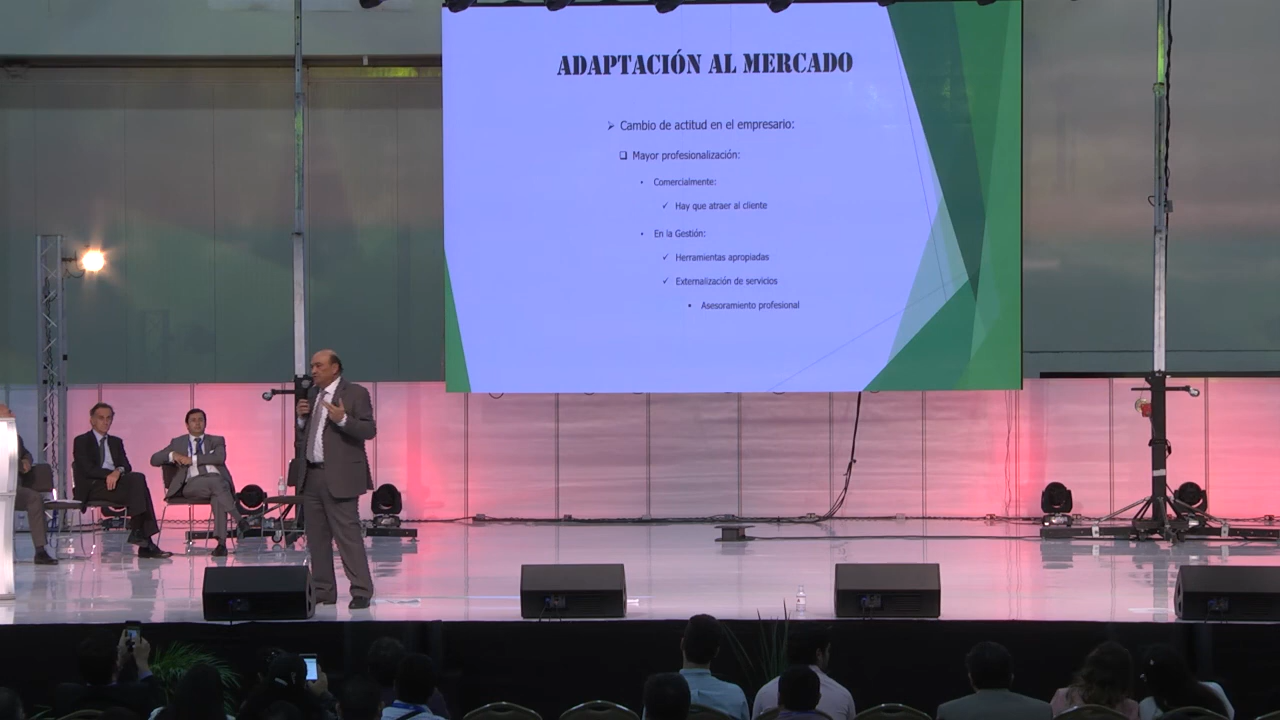 ADAPTACIÓN AL MERCADO
Cambio de actitud en el empresario:
Mayor profesionalización:
Comercialmente:
Hay que atraer al cliente
En la Gestión:
Herramientas apropiadas
Externalización de servicios
Asesoramiento profesional